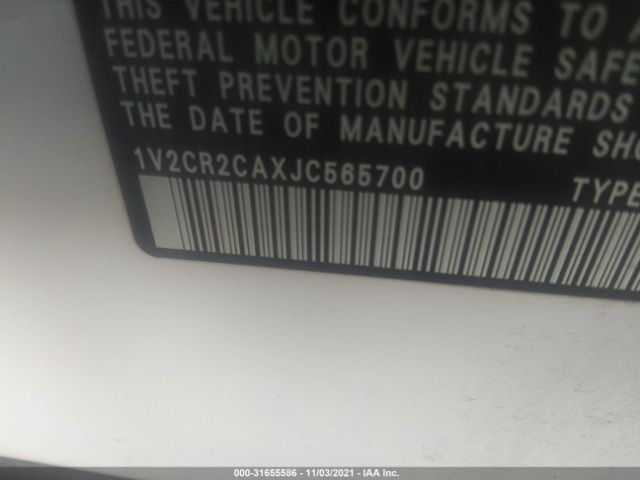 THIS VEHICLE CONFORMS TO
FEDERAL MOTOR VEHICLE SAFE
THEFT PREVENTION STANDARDS
THE DATE OF MANUFACTURE SHO
1V2CR2CAXJC565700 TYPE
000-31655586 - 11/03/2021 - IAA Inc.